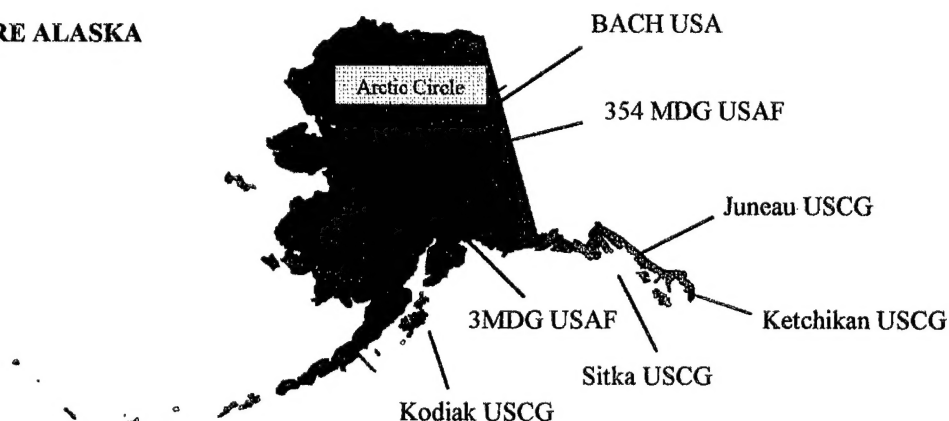 RE ALASKA
BACH USA
Arctic Circle
354 MDG USAF
Juneau USCG
3MDG USAF
Ketchikan USCG
Sitka USCG
Kodiak USCG